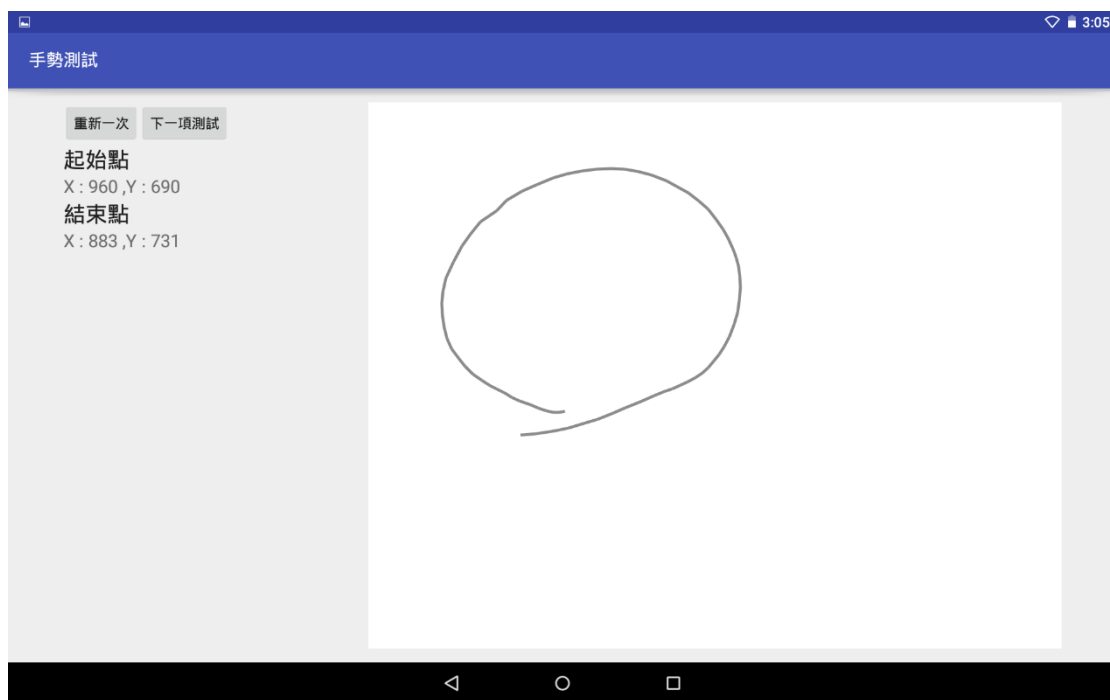 3:05
手勢測試
重新一次 下一項測試
起始點
X : 960 ,Y : 690
結束點
X : 883 ,Y : 731